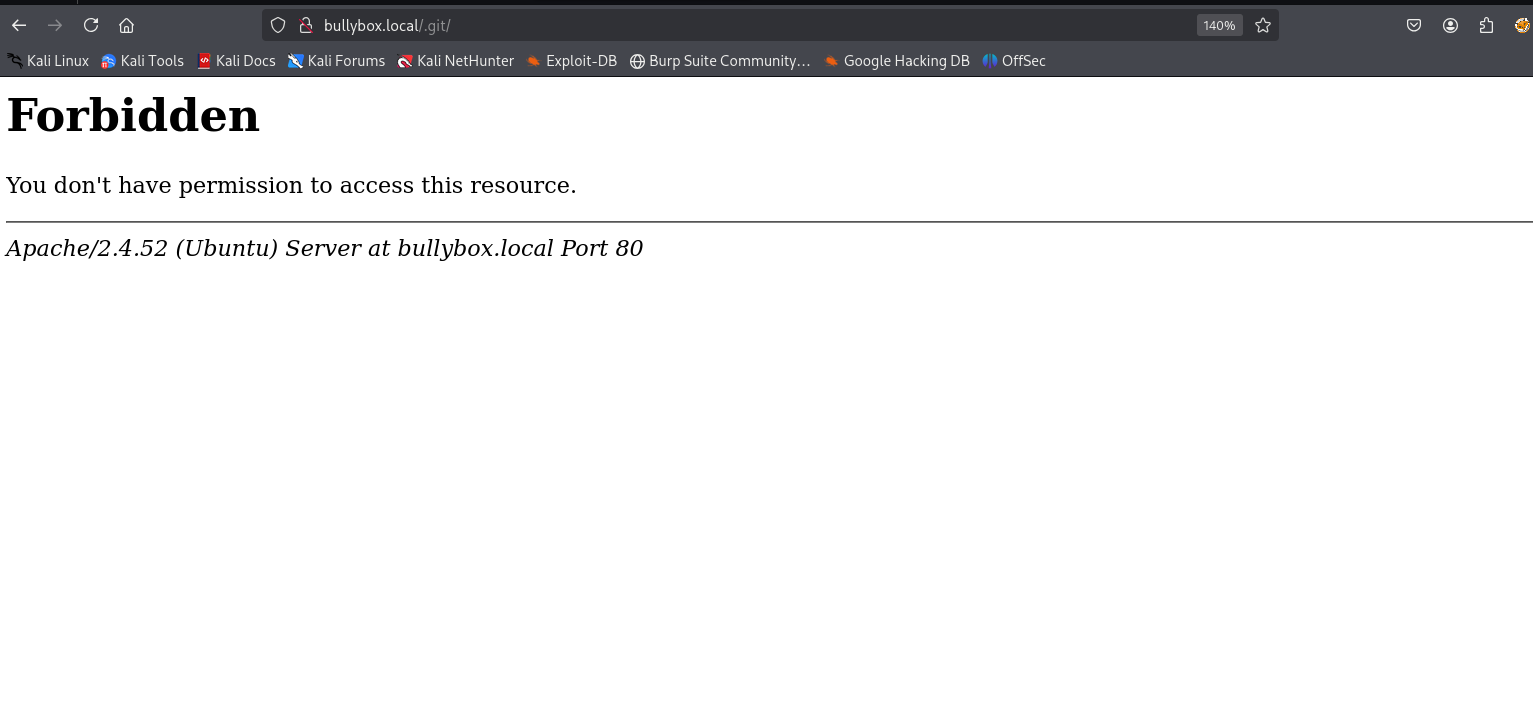 bullybox.local/.git/ 140%
Kali Linux Kali Tools Kali Docs Kali Forums Kali NetHunter Exploit-DB Burp Suite Community… Google Hacking DB OffSec
Forbidden
You don't have permission to access this resource.
Apache/2.4.52 (Ubuntu) Server at bullybox.local Port 80